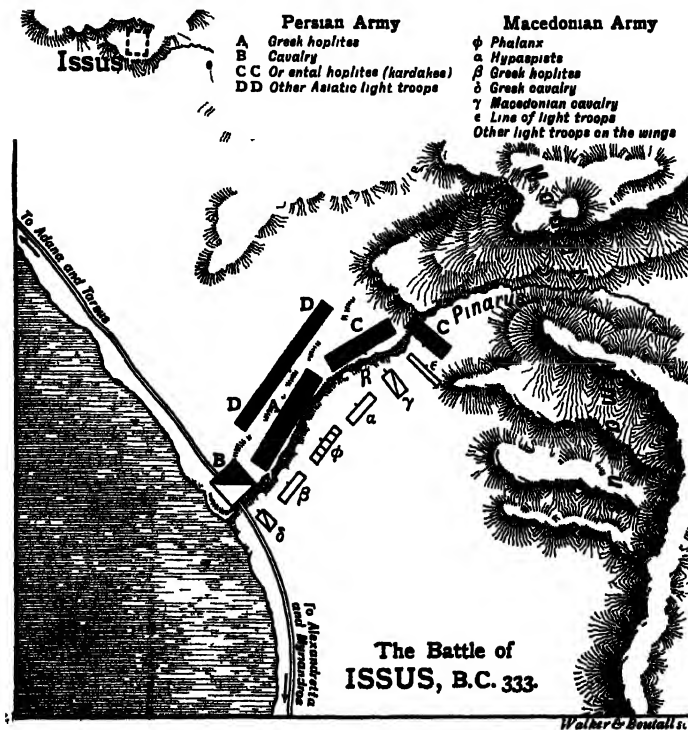 Issus
Persian Army
A Greek hoplites
B Cavalry
C C Or ental hoplites (kardakes)
D D Other Asiatic light troops
Macedonian Army
ϕ Phalanx
α Hypaspists
β Greek hoplites
δ Greek cavalry
γ Macedonian cavalry
ε Line of light troops
Other light troops on the wings
To Adana and Tarsus
D
C
C
Pinarus
R
D
B
ε
γ
α
ϕ
β
δ
To Alexandretta
and Myriandros
The Battle of
ISSUS, B.C. 333.
Walker & Boutall sc.